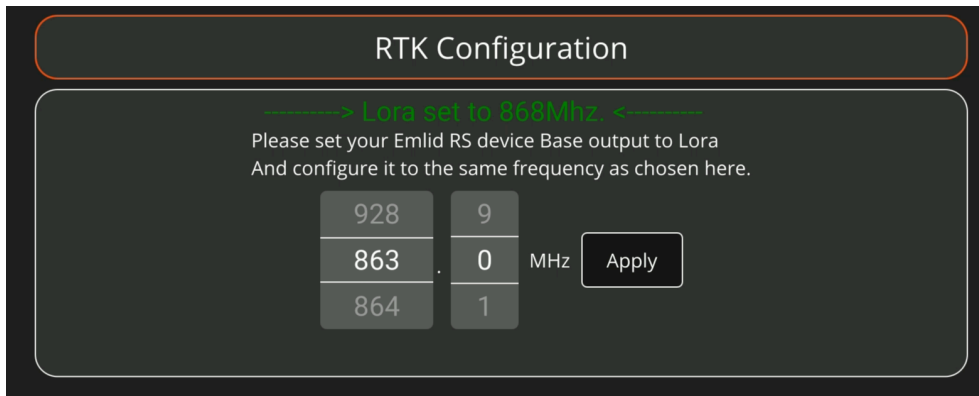 RTK Configuration
----------> Lora set to 868Mhz. <----------
Please set your Emlid RS device Base output to Lora
And configure it to the same frequency as chosen here.
928 9
863 . 0 MHz Apply
864 1